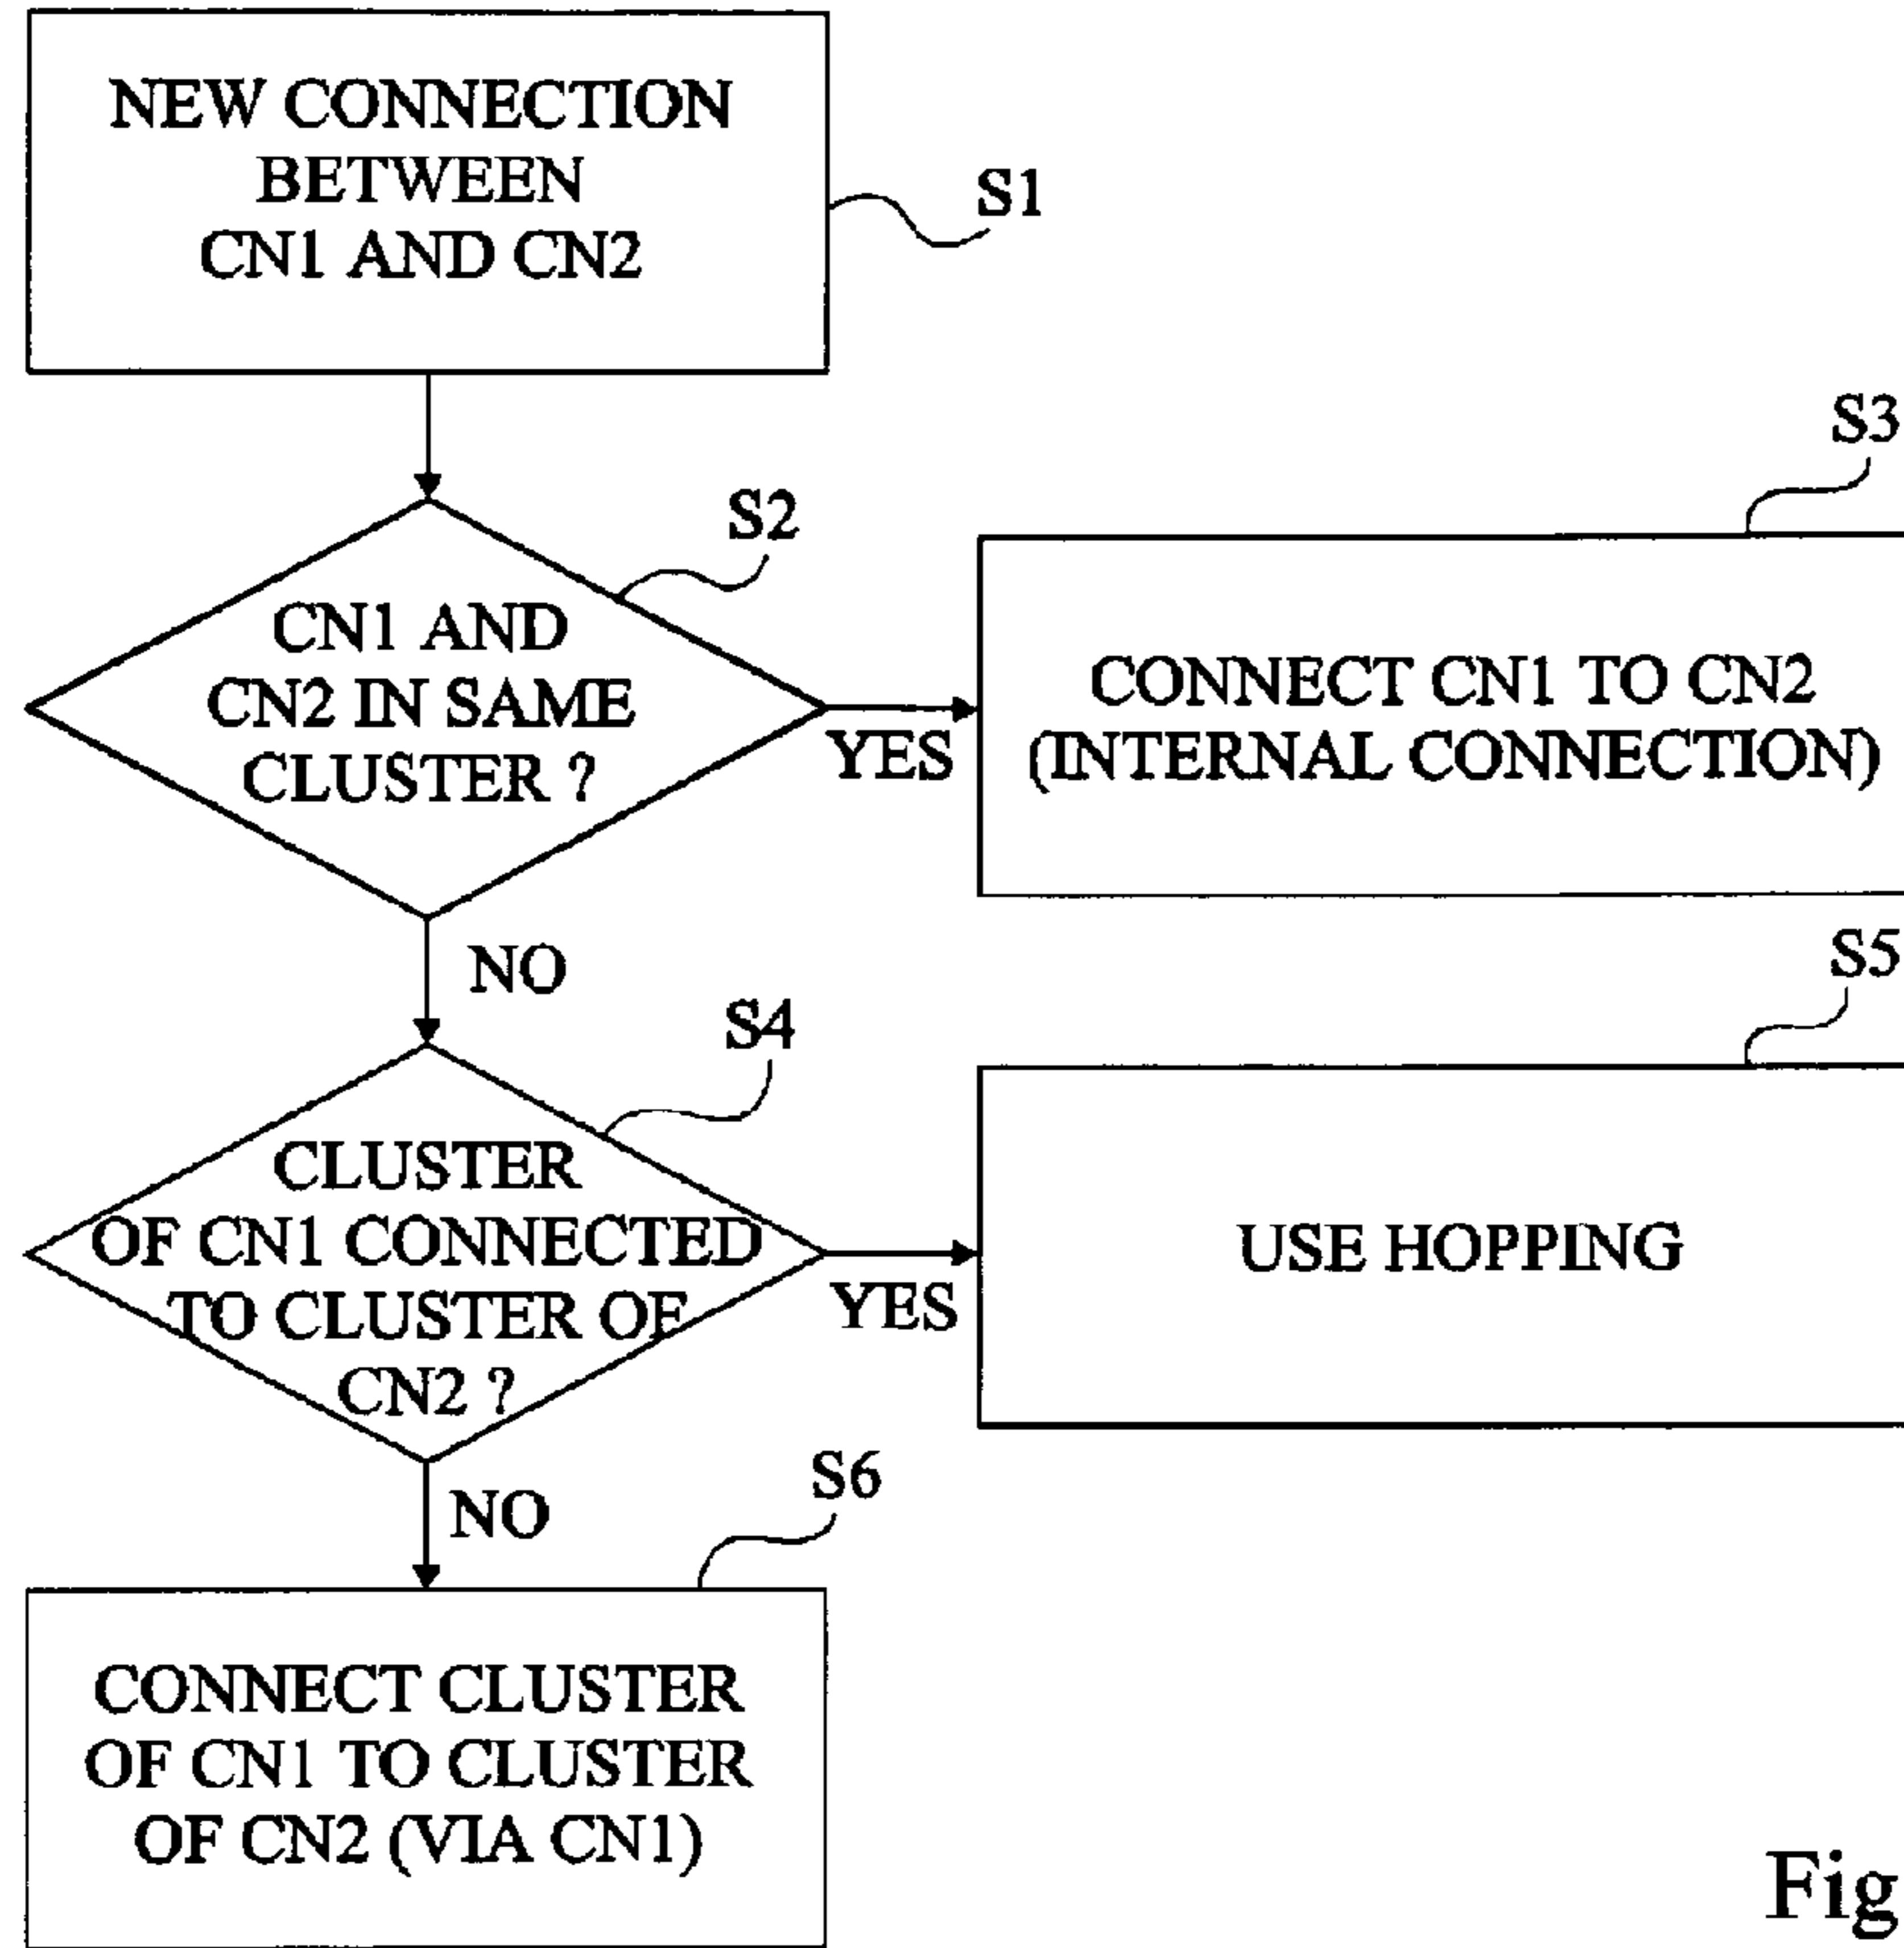 NEW CONNECTION
BETWEEN
CN1 AND CN2
S1
S2
CN1 AND
CN2 IN SAME
CLUSTER ?
YES
S3
CONNECT CN1 TO CN2
(INTERNAL CONNECTION)
NO
S4
CLUSTER
OF CN1 CONNECTED
TO CLUSTER OF
CN2 ?
YES
S5
USE HOPPING
NO
S6
CONNECT CLUSTER
OF CN1 TO CLUSTER
OF CN2 (VIA CN1)
Fig